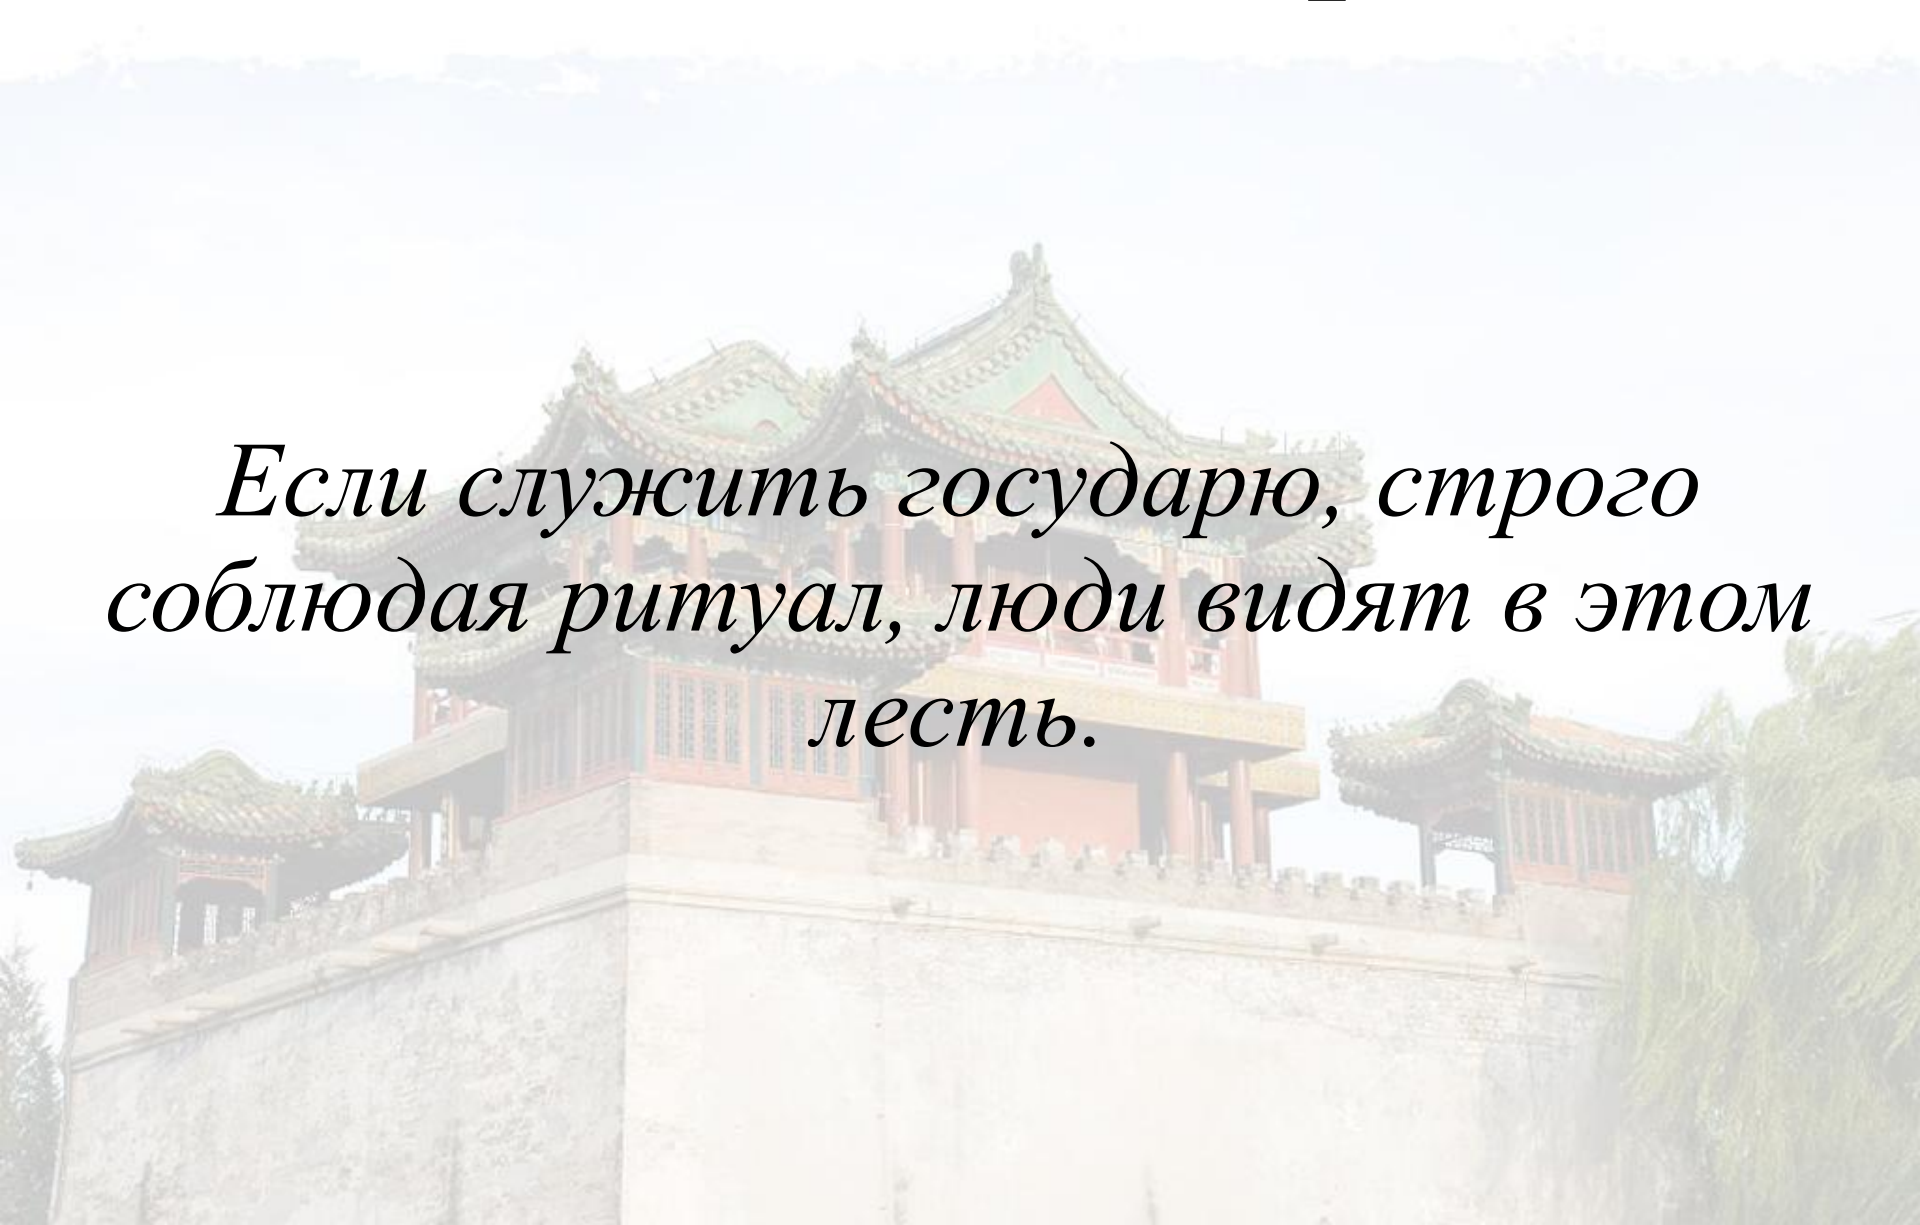 Если служить государю, строго
соблюдая ритуал, люди видят в этом
лесть.